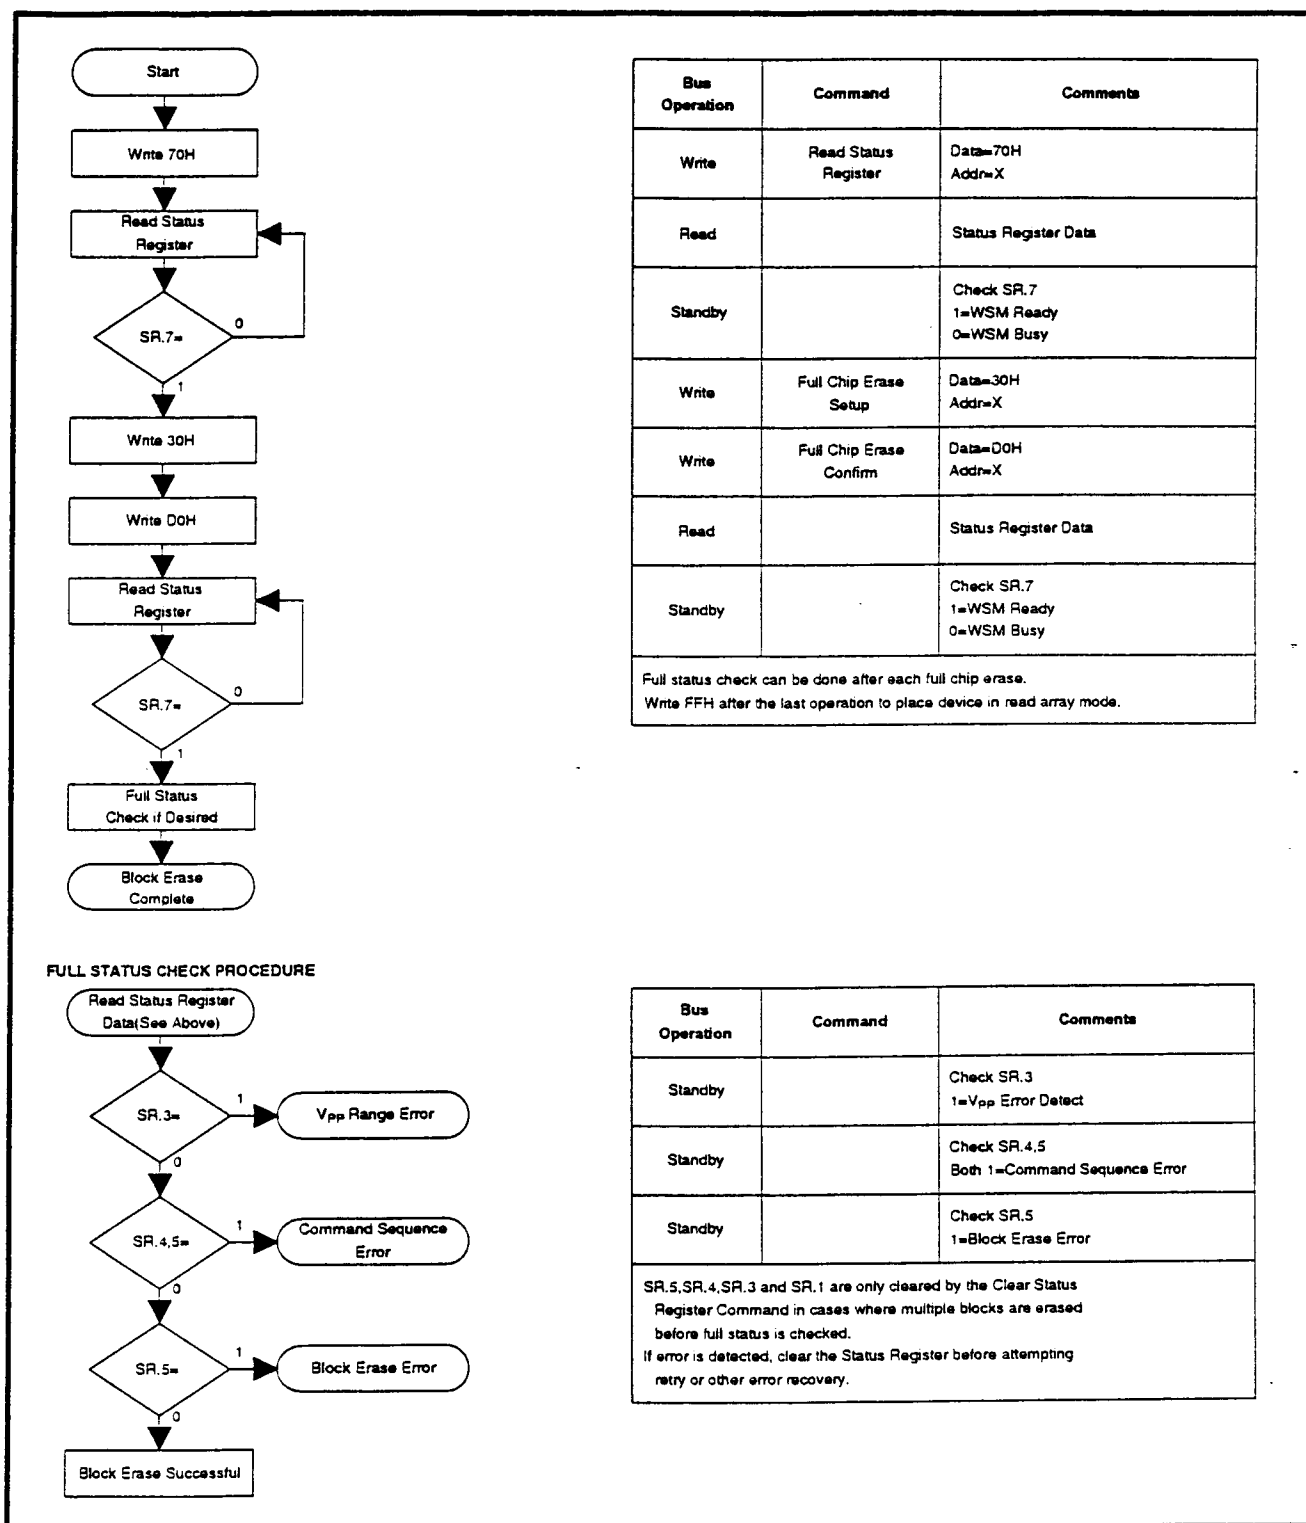 Start
Write 70H
Read Status
Register
SR.7=
0
1
Write 30H
Write D0H
Read Status
Register
SR.7=
0
1
Full Status
Check if Desired
Block Erase
Complete
Bus
Operation
Command
Comments
Write
Read Status
Register
Data=70H
Addr=X
Read
Status Register Data
Standby
Check SR.7
1=WSM Ready
0=WSM Busy
Write
Full Chip Erase
Setup
Data=30H
Addr=X
Write
Full Chip Erase
Confirm
Data=D0H
Addr=X
Read
Status Register Data
Standby
Check SR.7
1=WSM Ready
0=WSM Busy
Full status check can be done after each full chip erase.
Write FFH after the last operation to place device in read array mode.
FULL STATUS CHECK PROCEDURE
Read Status Register
Data(See Above)
SR.3=
1
VPP Range Error
0
SR.4,5=
1
Command Sequence
Error
0
SR.5=
1
Block Erase Error
0
Block Erase Successful
Bus
Operation
Command
Comments
Standby
Check SR.3
1=VPP Error Detect
Standby
Check SR.4,5
Both 1=Command Sequence Error
Standby
Check SR.5
1=Block Erase Error
SR.5,SR.4,SR.3 and SR.1 are only cleared by the Clear Status
Register Command in cases where multiple blocks are erased
before full status is checked.
If error is detected, clear the Status Register before attempting
retry or other error recovery.